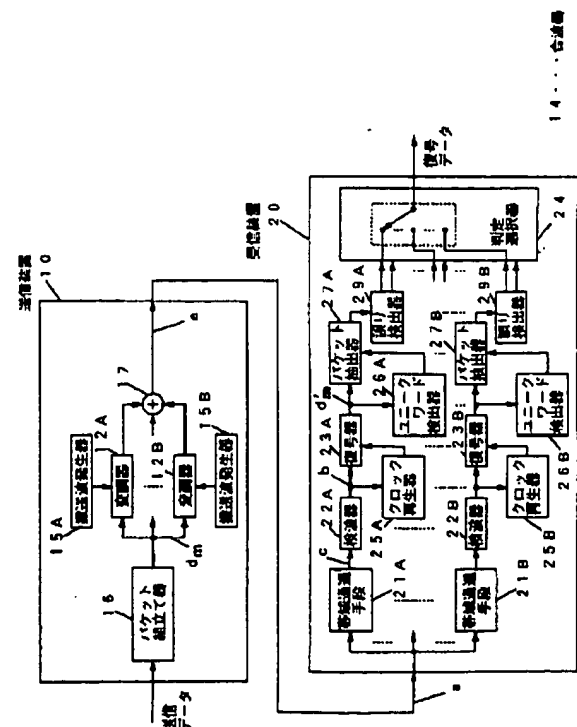 送信装置
10
15A
搬送波発生器
12A
変調器
17
a
12B
変調器
15B
搬送波発生器
dm
16
パケット
組立て器
送信
データ
受信装置
20
a
21A
帯域通過
手段
c
22A
検波器
b
23A
復号器
d'm
25A
クロック
再生器
26A
ユニーク
ワード
検出器
27A
パケット
抽出器
29A
誤り
検出器
21B
帯域通過
手段
22B
検波器
23B
復号器
25B
クロック
再生器
26B
ユニーク
ワード
検出器
27B
パケット
抽出器
29B
誤り
検出器
24
判定
選択器
復号
データ
14・・・合波器